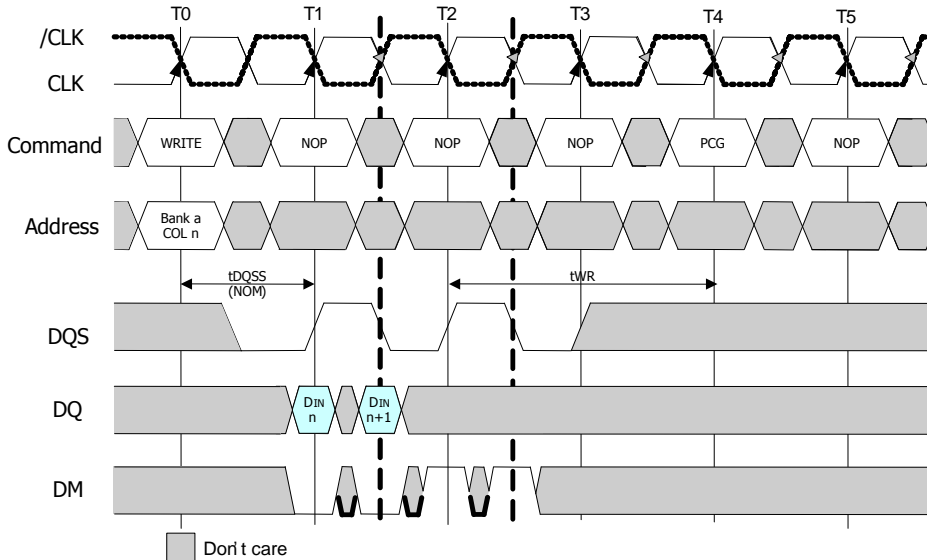 T0 T1 T2 T3 T4 T5
/CLK
CLK
Command WRITE NOP NOP NOP PCG NOP
Address Bank a
COL n
tDQSS
(NOM)
tWR
DQS
DQ DIN
n
DIN
n+1
DM
Don't care